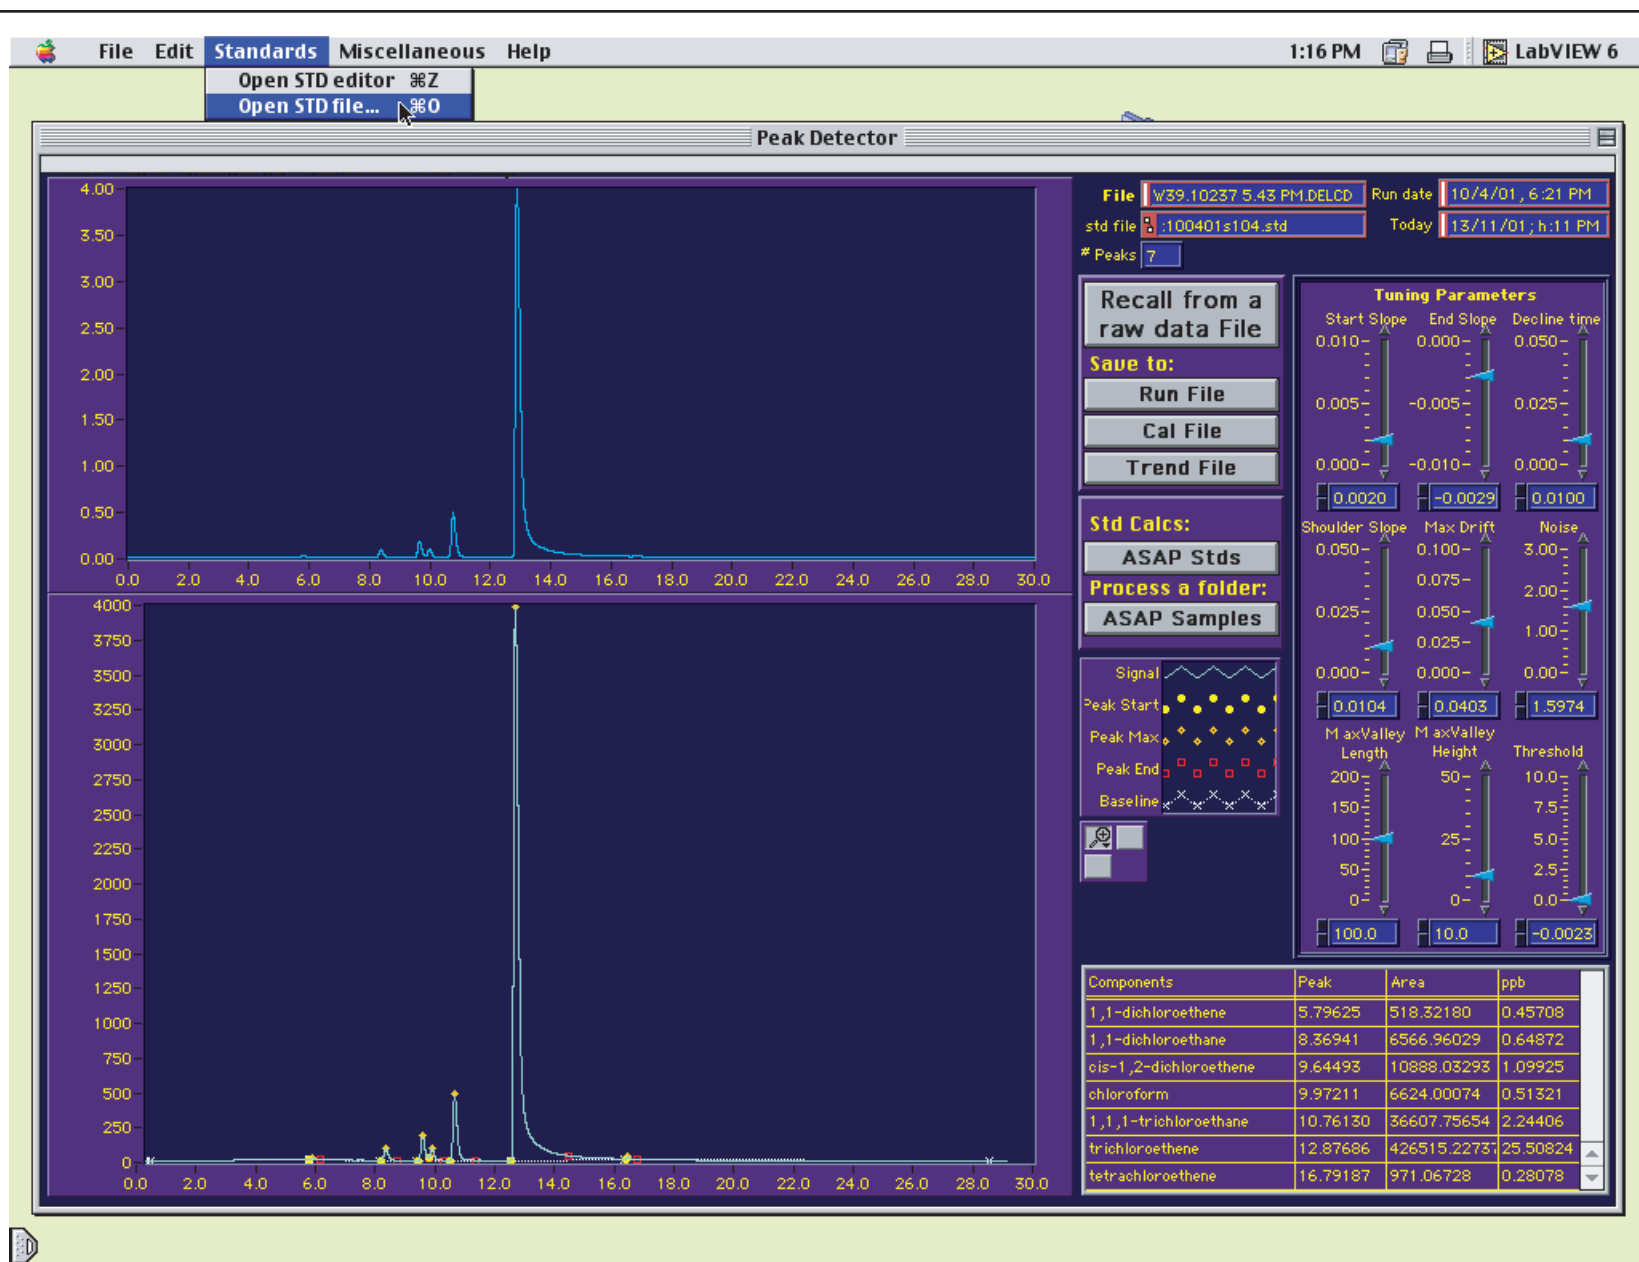 File Edit Standards Miscellaneous Help 1:16 PM LabVIEW 6
Open STD editor ⌘Z
Open STD file... ⌘O
Peak Detector
4.00
3.50
3.00
2.50
2.00
1.50
1.00
0.50
0.00
0.0 2.0 4.0 6.0 8.0 10.0 12.0 14.0 16.0 18.0 20.0 22.0 24.0 26.0 28.0 30.0
4000
3750
3500
3250
3000
2750
2500
2250
2000
1750
1500
1250
1000
750
500
250
0
0.0 2.0 4.0 6.0 8.0 10.0 12.0 14.0 16.0 18.0 20.0 22.0 24.0 26.0 28.0 30.0
File W39.10237 5.43 PM.DELCD Run date 10/4/01, 6:21 PM
std file :100401s104.std Today 13/11/01; h:11 PM
# Peaks 7
Recall from a
raw data File
Save to:
Run File
Cal File
Trend File
Std Calcs:
ASAP Stds
Process a folder:
ASAP Samples
Signal
Peak Start
Peak Max
Peak End
Baseline
Tuning Parameters
Start Slope End Slope Decline time
0.010 0.000 0.050
0.005 -0.005 0.025
0.000 -0.010 0.000
0.0020 -0.0029 0.0100
Shoulder Slope Max Drift Noise
0.050 0.100 3.00
0.075
2.00
0.025 0.050
1.00
0.025
0.000 0.000 0.00
0.0104 0.0403 1.5974
MaxValley MaxValley
Length Height Threshold
200 50 10.0
150 7.5
100 25 5.0
50 2.5
0 0 0.0
100.0 10.0 -0.0023
Components Peak Area ppb
1,1-dichloroethene 5.79625 518.32180 0.45708
1,1-dichloroethane 8.36941 6566.96029 0.64872
cis-1,2-dichloroethene 9.64493 10888.03293 1.09925
chloroform 9.97211 6624.00074 0.51321
1,1,1-trichloroethane 10.76130 36607.75654 2.24406
trichloroethene 12.87686 426515.2273 25.50824
tetrachloroethene 16.79187 971.06728 0.28078